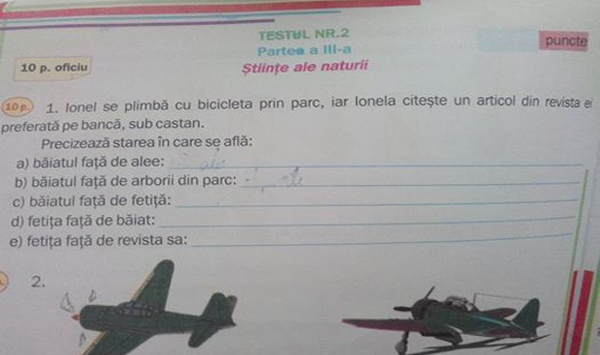 TESTUL NR.2
Partea a III-a
Științe ale naturii
puncte
10 p. oficiu
10 p. 1. Ionel se plimbă cu bicicleta prin parc, iar Ionela citește un articol din revista ei
preferată pe bancă, sub castan.
Precizează starea în care se află:
a) băiatul față de alee:
b) băiatul față de arborii din parc:
c) băiatul față de fetiță:
d) fetița față de băiat:
e) fetița față de revista sa:
2.